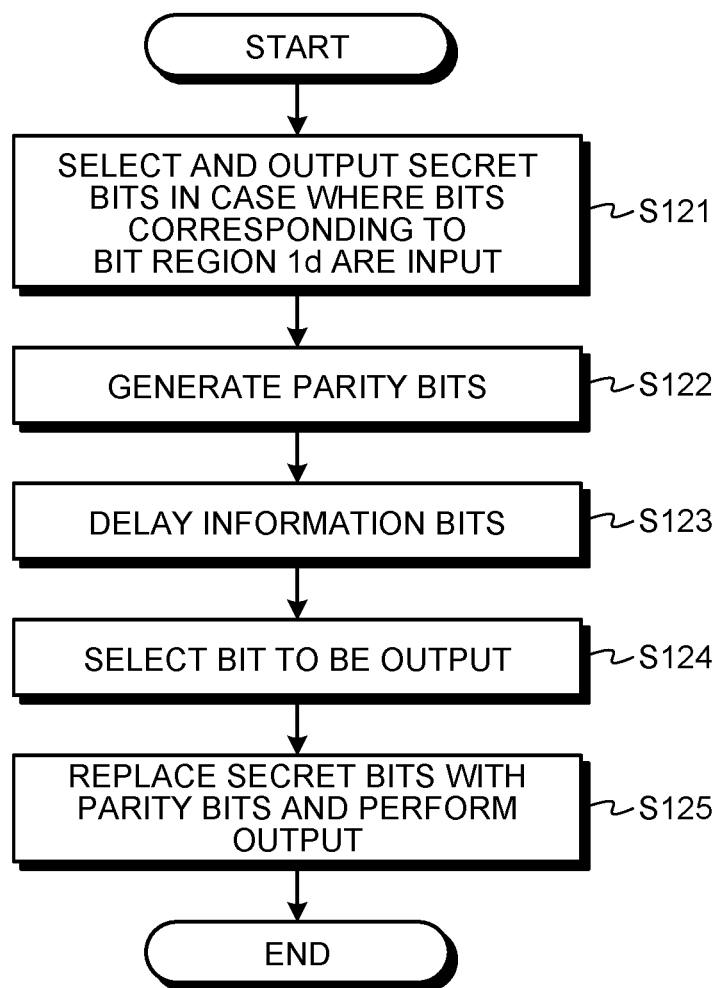 START
SELECT AND OUTPUT SECRET
BITS IN CASE WHERE BITS
CORRESPONDING TO
BIT REGION 1d ARE INPUT
S121
GENERATE PARITY BITS
S122
DELAY INFORMATION BITS
S123
SELECT BIT TO BE OUTPUT
S124
REPLACE SECRET BITS WITH
PARITY BITS AND PERFORM
OUTPUT
S125
END